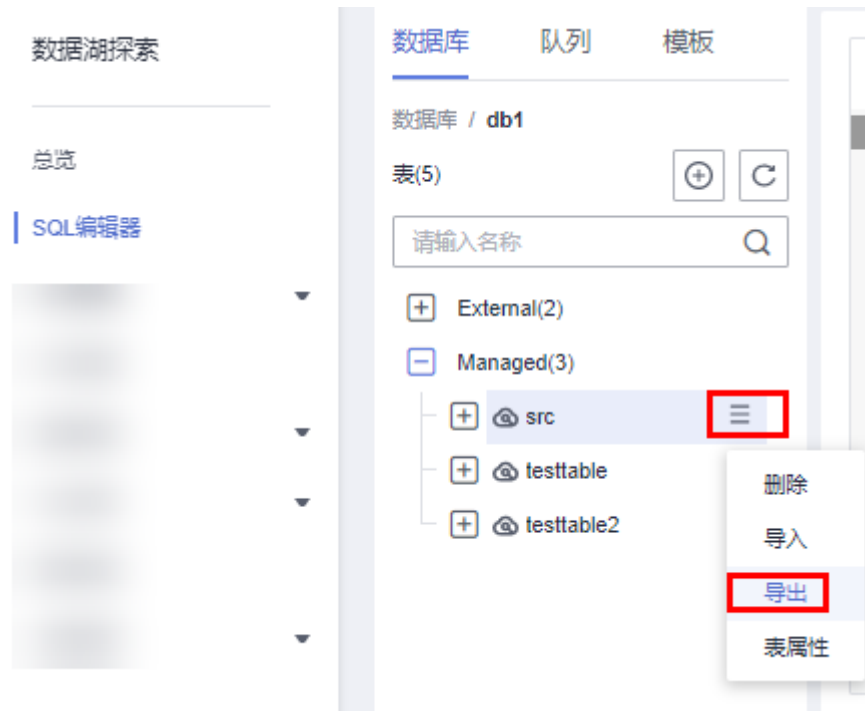 数据湖探索
总览
SQL编辑器
数据库 队列 模板
数据库 / db1
表(5)
请输入名称
External(2)
Managed(3)
src
testtable
testtable2
删除
导入
导出
表属性